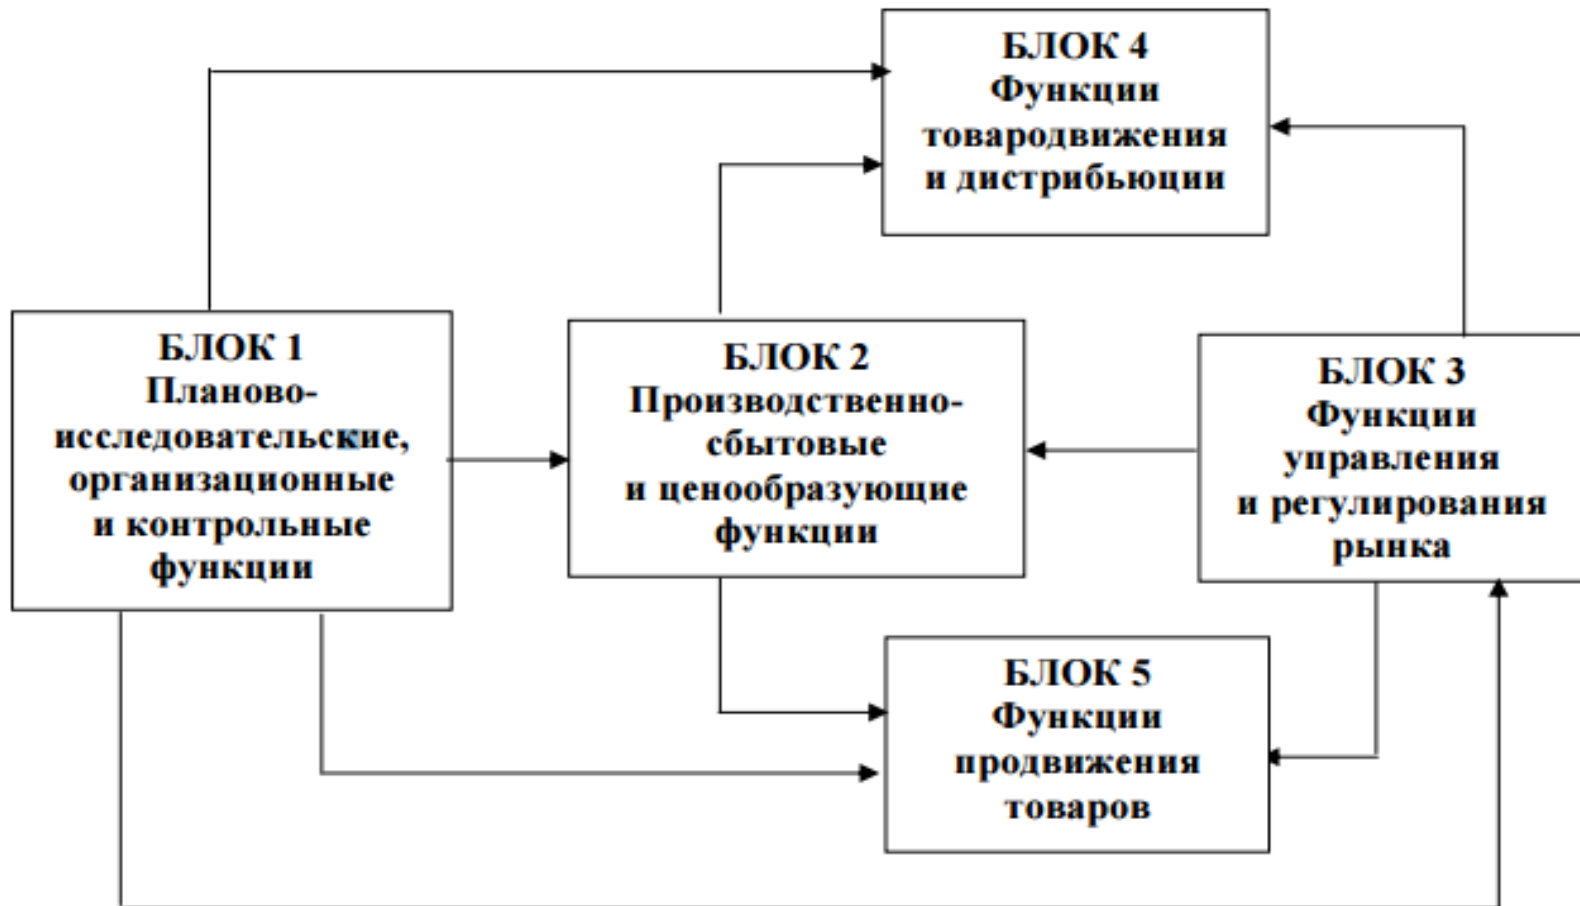 БЛОК 4
Функции
товародвижения
и дистрибьюции
БЛОК 1
Планово-
исследовательские,
организационные
и контрольные
функции
БЛОК 2
Производственно-
сбытовые
и ценообразующие
функции
БЛОК 3
Функции
управления
и регулирования
рынка
БЛОК 5
Функции
продвижения
товаров